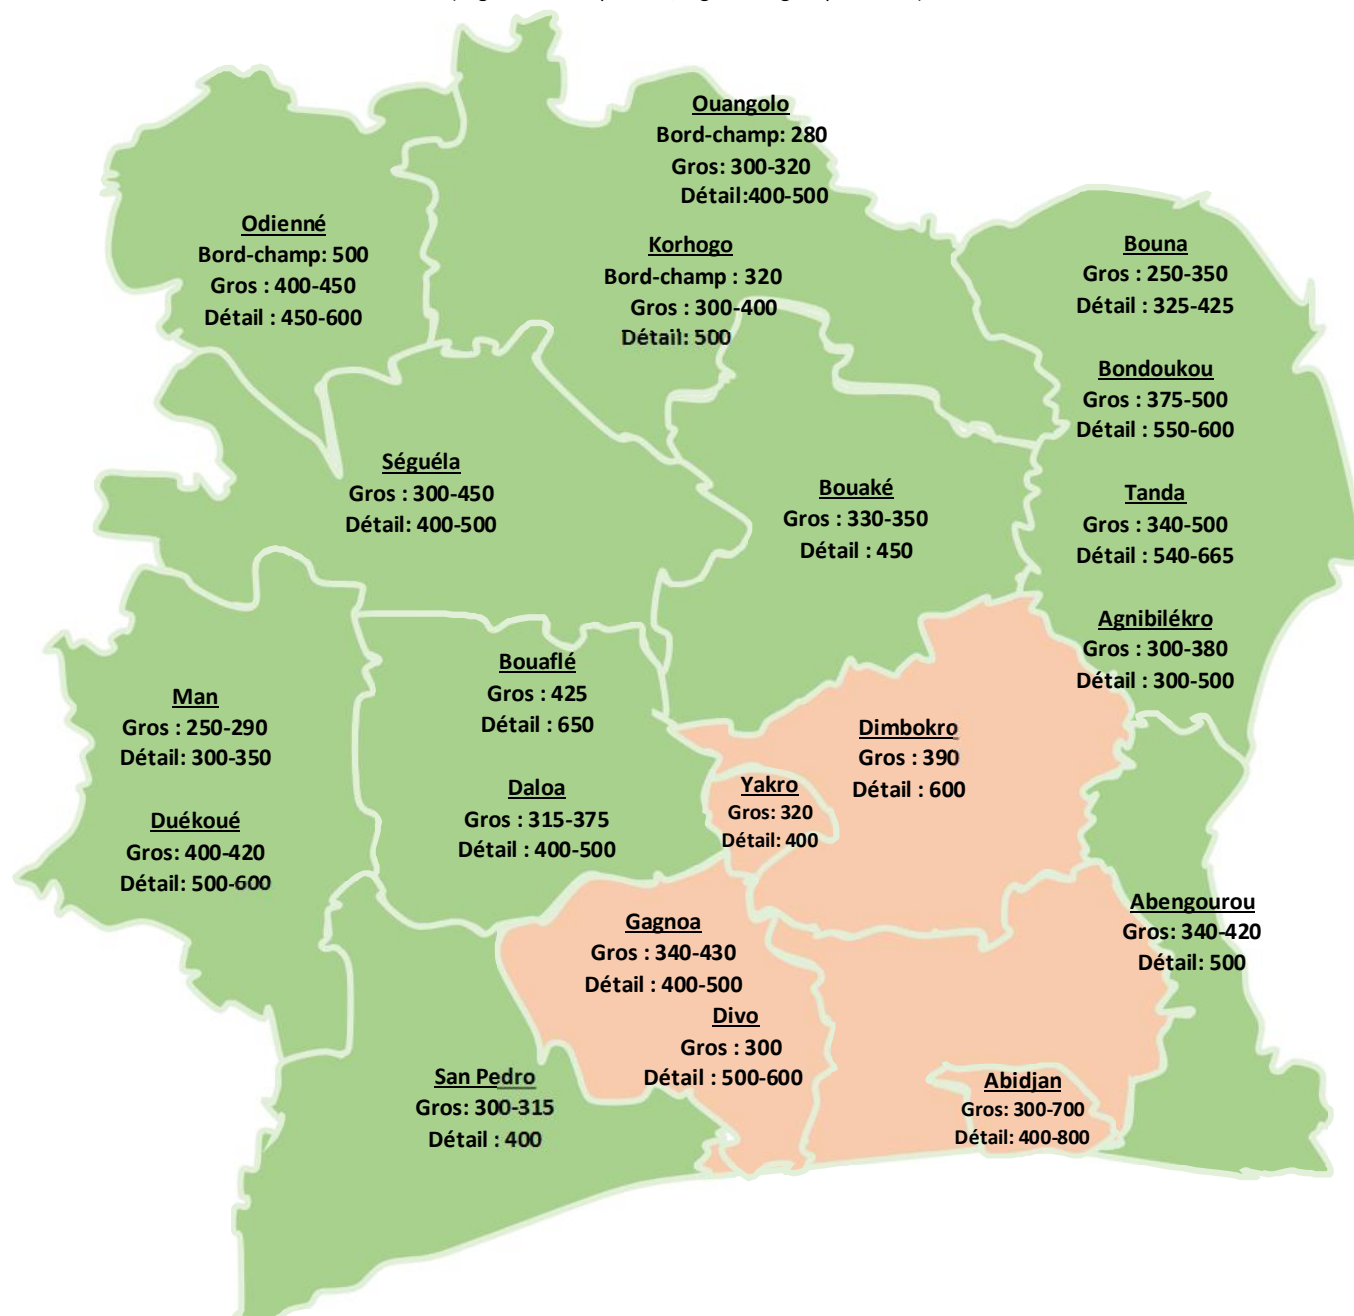 Ouangolo
Bord-champ: 280
Gros: 300-320
Détail:400-500
Odienné
Bord-champ: 500
Gros : 400-450
Détail : 450-600
Korhogo
Bord-champ : 320
Gros : 300-400
Détail: 500
Bouna
Gros : 250-350
Détail : 325-425
Bondoukou
Gros : 375-500
Détail : 550-600
Séguéla
Gros : 300-450
Détail: 400-500
Bouaké
Gros : 330-350
Détail : 450
Tanda
Gros : 340-500
Détail : 540-665
Agnibilékro
Gros : 300-380
Détail : 300-500
Man
Gros : 250-290
Détail: 300-350
Bouaflé
Gros : 425
Détail : 650
Dimbokro
Gros : 390
Détail : 600
Yakro
Gros: 320
Détail: 400
Duékoué
Gros: 400-420
Détail: 500-600
Daloa
Gros : 315-375
Détail : 400-500
Gagnoa
Gros : 340-430
Détail : 400-500
Abengourou
Gros: 340-420
Détail: 500
Divo
Gros : 300
Détail : 500-600
San Pedro
Gros: 300-315
Détail : 400
Abidjan
Gros: 300-700
Détail: 400-800